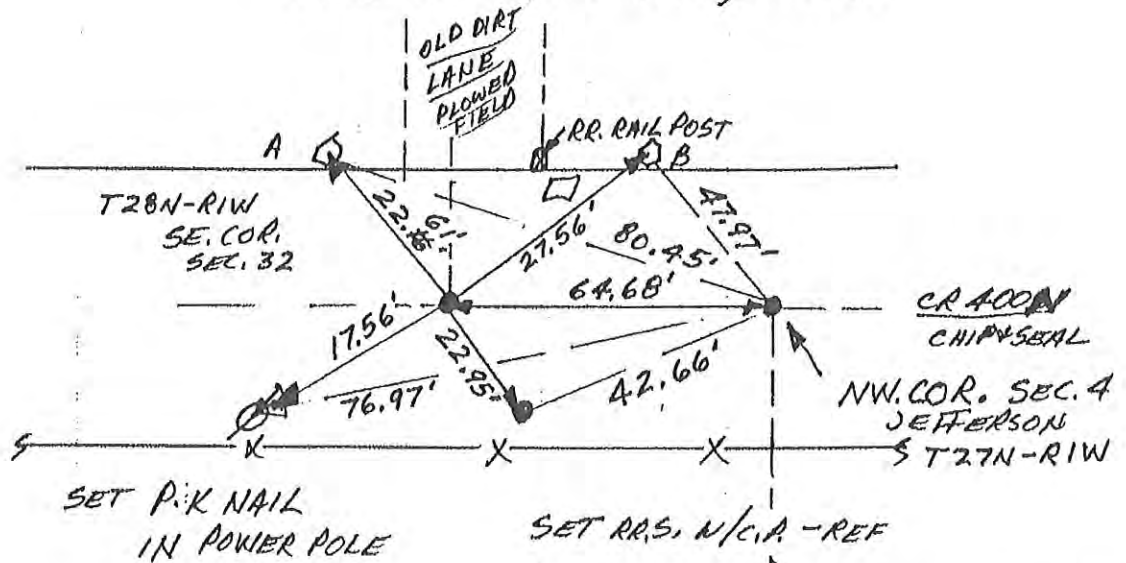 OLD DIRT
LANE
PLOWED
FIELD
RR. RAIL POST
A
B
T28N-R1W
SE. COR.
SEC. 32
61'
27.56'
80.45'
47.97'
64.68'
CR 400N
CHIP & SEAL
17.56'
22.95'
76.97'
42.66'
NW. COR. SEC. 4
JEFFERSON
T27N-R1W
S X X X S
SET P.K NAIL
IN POWER POLE
SET RR.S. N/C.P. - REF